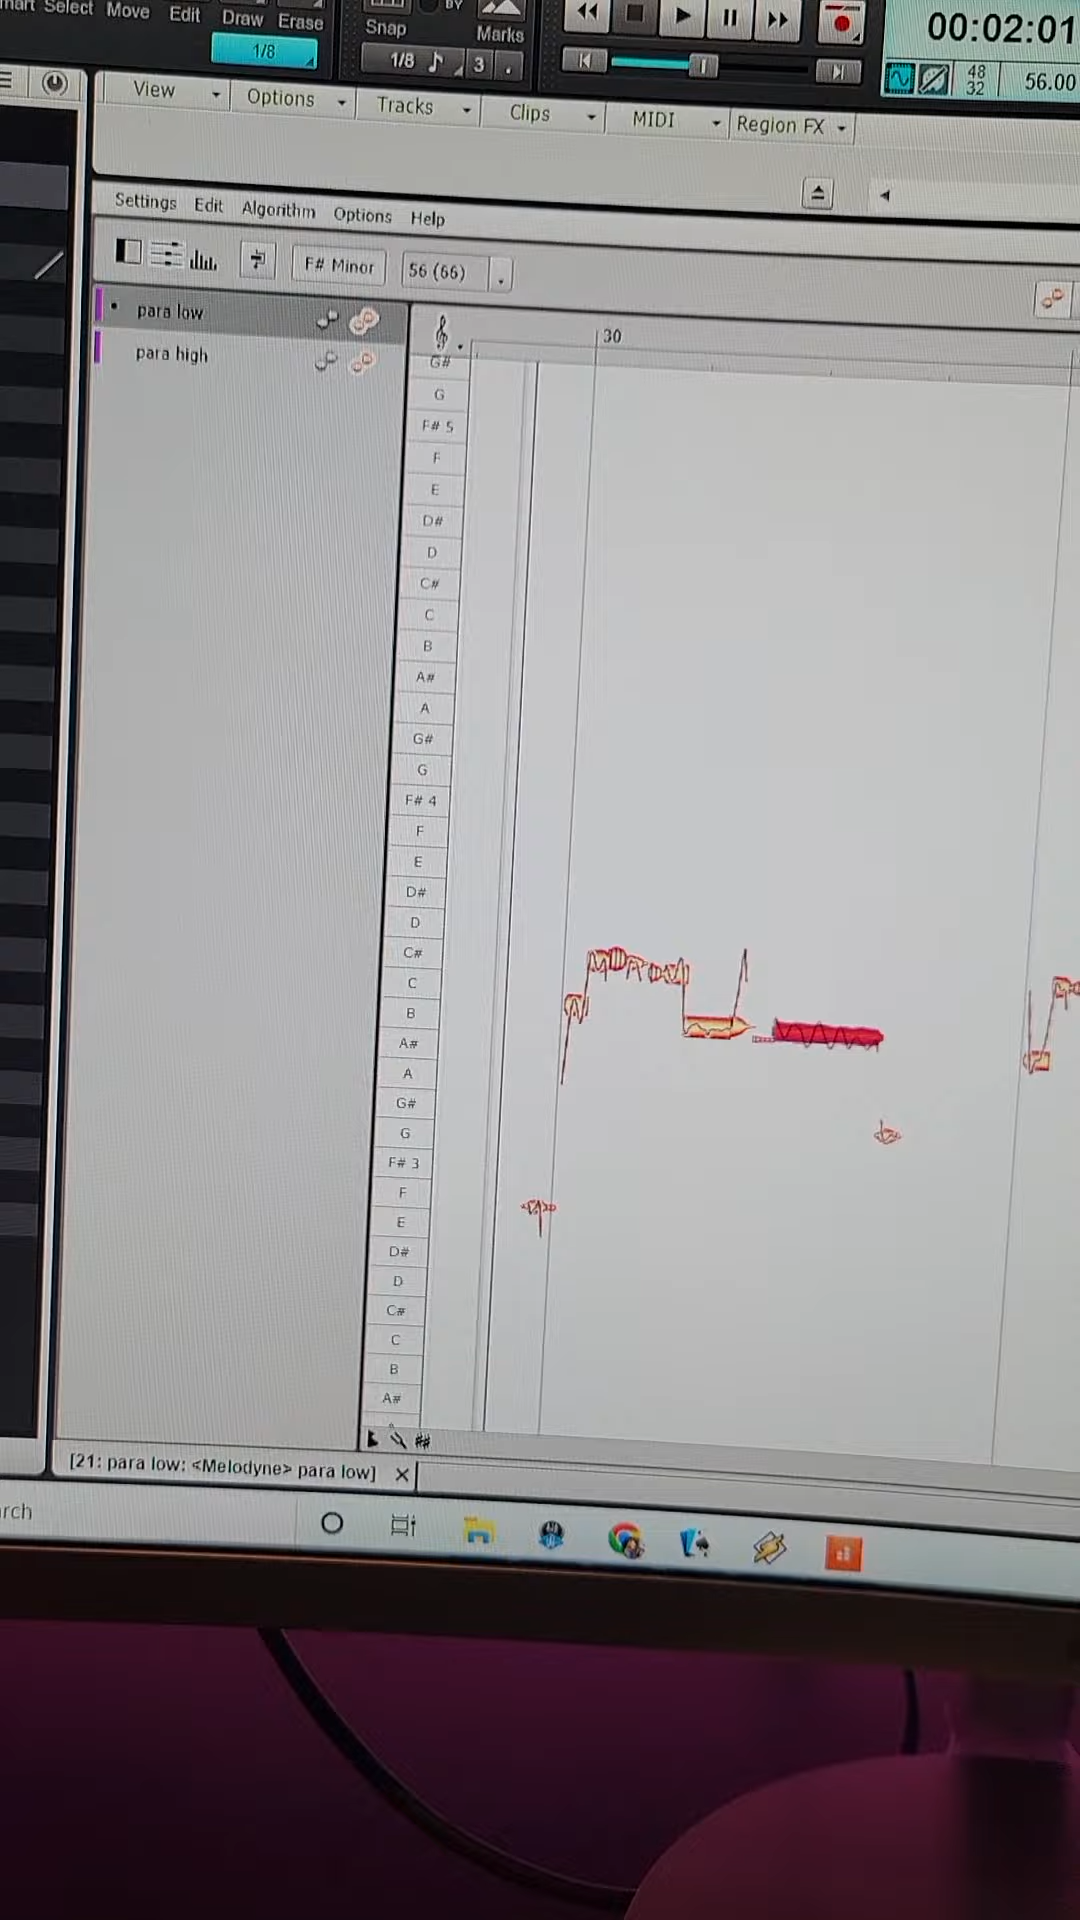 Select Move Edit Draw Erase
1/8
Snap
BY
Marks
1/8
3
00:02:01
48
32
56.00
View Options Tracks Clips MIDI Region FX
Settings Edit Algorithm Options Help
F# Minor
56 (66)
para low
para high
30
G#
G
F# 5
F
E
D#
D
C#
C
B
A#
A
G#
G
F# 4
F
E
D#
D
C#
C
B
A#
A
G#
G
F# 3
F
E
D#
D
C#
C
B
A#
[21: para low: <Melodyne> para low]
rch